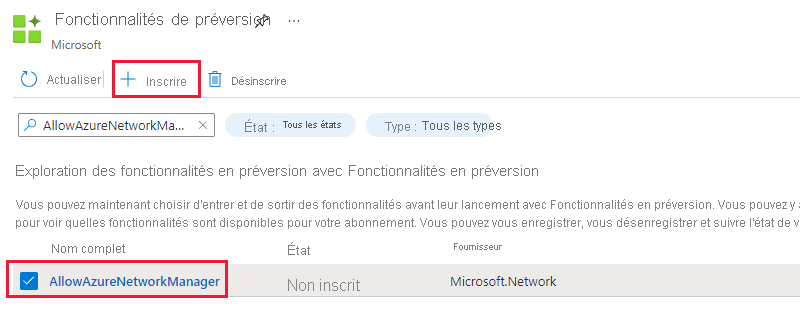 Fonctionnalités de préversion ...
Microsoft
Actualiser Inscrire Désinscrire
AllowAzureNetworkMa... État : Tous les états Type : Tous les types
Exploration des fonctionnalités en préversion avec Fonctionnalités en préversion
Vous pouvez maintenant choisir d'entrer et de sortir des fonctionnalités avant leur lancement avec Fonctionnalités en préversion. Vous pouvez y a
pour voir quelles fonctionnalités sont disponibles pour votre abonnement. Vous pouvez vous enregistrer, vous désenregistrer et suivre l'état de v
Nom complet État Fournisseur
AllowAzureNetworkManager Non inscrit Microsoft.Network